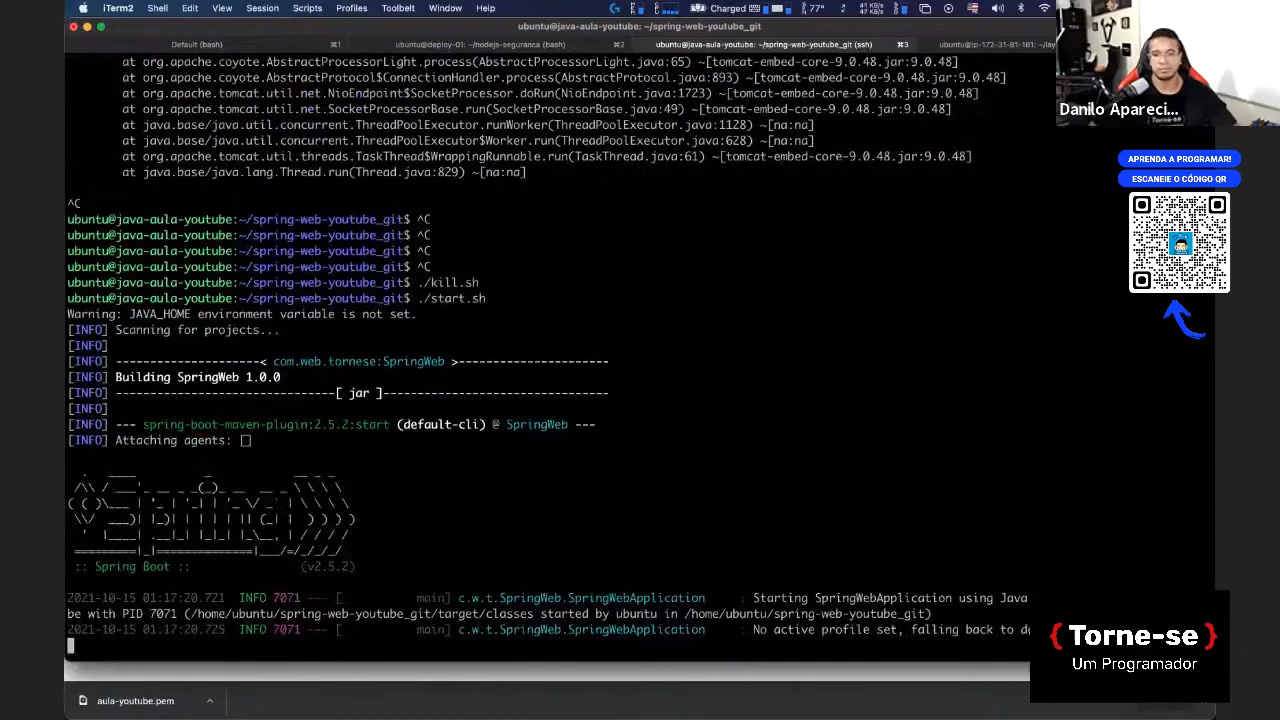 iTerm2 Shell Edit View Session Scripts Profiles Toolbelt Window Help Charged 77°
ubuntu@java-aula-youtube: ~/spring-web-youtube_git
Default (bash) ⌘1 ubuntu@deploy-01: ~/nodejs-seguranca (bash) ⌘2 ubuntu@java-aula-youtube: ~/spring-web-youtube_git (ssh) ⌘3 ubuntu@ip-172-31-81-181:
at org.apache.coyote.AbstractProcessorLight.process(AbstractProcessorLight.java:65) ~[tomcat-embed-core-9.0.48.jar:9.0.48]
at org.apache.coyote.AbstractProtocol$ConnectionHandler.process(AbstractProtocol.java:893) ~[tomcat-embed-core-9.0.48.jar:9.0.48]
at org.apache.tomcat.util.net.NioEndpoint$SocketProcessor.doRun(NioEndpoint.java:1723) ~[tomcat-embed-core-9.0.48.jar:9.0.48]
at org.apache.tomcat.util.net.SocketProcessorBase.run(SocketProcessorBase.java:49) ~[tomcat-embed-core-9.0.48.jar:9.0.48]
at java.base/java.util.concurrent.ThreadPoolExecutor.runWorker(ThreadPoolExecutor.java:1128) ~[na:na]
at java.base/java.util.concurrent.ThreadPoolExecutor$Worker.run(ThreadPoolExecutor.java:628) ~[na:na]
at org.apache.tomcat.util.threads.TaskThread$WrappingRunnable.run(TaskThread.java:61) ~[tomcat-embed-core-9.0.48.jar:9.0.48]
at java.base/java.lang.Thread.run(Thread.java:829) ~[na:na]
^C
ubuntu@java-aula-youtube:~/spring-web-youtube_git$ ^C
ubuntu@java-aula-youtube:~/spring-web-youtube_git$ ^C
ubuntu@java-aula-youtube:~/spring-web-youtube_git$ ^C
ubuntu@java-aula-youtube:~/spring-web-youtube_git$ ^C
ubuntu@java-aula-youtube:~/spring-web-youtube_git$ ./kill.sh
ubuntu@java-aula-youtube:~/spring-web-youtube_git$ ./start.sh
Warning: JAVA_HOME environment variable is not set.
[INFO] Scanning for projects...
[INFO]
[INFO] ----------------------< com.web.tornese:SpringWeb >-----------------------
[INFO] Building SpringWeb 1.0.0
[INFO] --------------------------------[ jar ]---------------------------------
[INFO]
[INFO] --- spring-boot-maven-plugin:2.5.2:start (default-cli) @ SpringWeb ---
[INFO] Attaching agents: []
:: Spring Boot :: (v2.5.2)
2021-10-15 01:17:20.721 INFO 7071 --- [ main] c.w.t.SpringWeb.SpringWebApplication : Starting SpringWebApplication using Java
be with PID 7071 (/home/ubuntu/spring-web-youtube_git/target/classes started by ubuntu in /home/ubuntu/spring-web-youtube_git)
2021-10-15 01:17:20.725 INFO 7071 --- [ main] c.w.t.SpringWeb.SpringWebApplication : No active profile set, falling back to de
aula-youtube.pem
Danilo Apareci...
APRENDA A PROGRAMAR!
ESCANEIE O CÓDIGO QR
{ Torne-se }
Um Programador